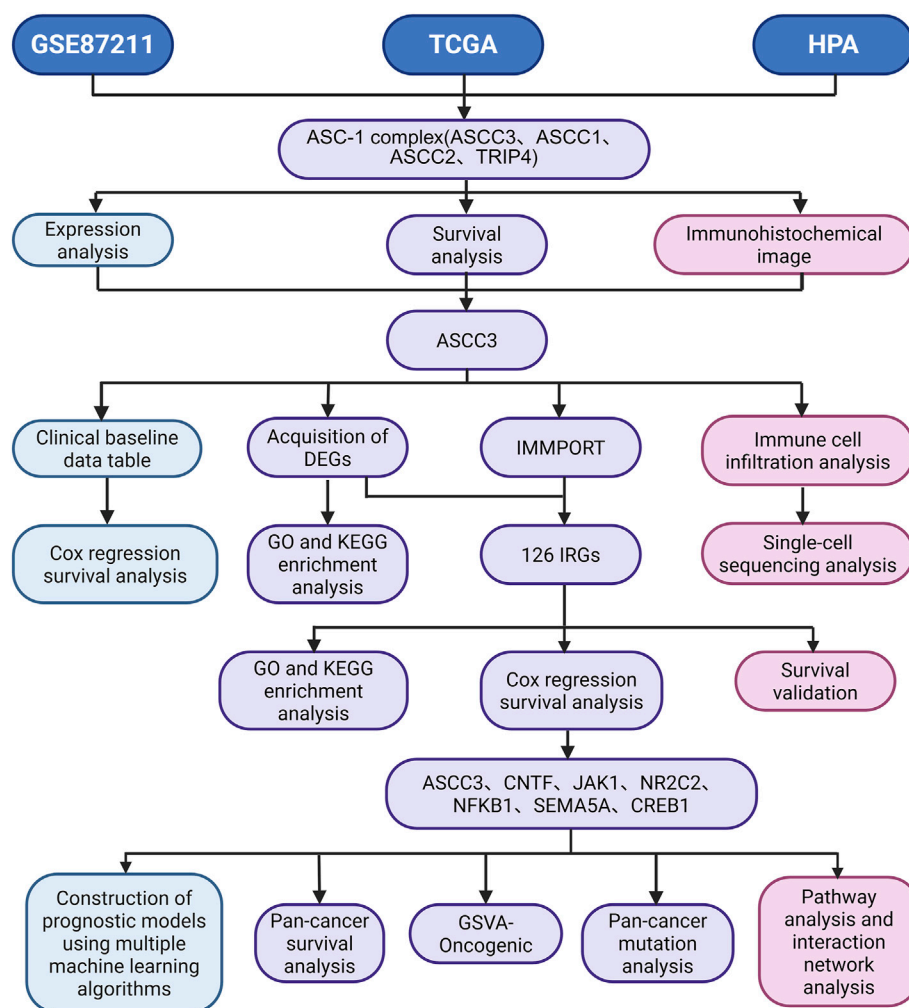 GSE87211
TCGA
HPA
ASC-1 complex(ASCC3、ASCC1、
ASCC2、TRIP4)
Expression
analysis
Survival
analysis
Immunohistochemical
image
ASCC3
Clinical baseline
data table
Acquisition of
DEGs
IMMPORT
Immune cell
infiltration analysis
Cox regression
survival analysis
GO and KEGG
enrichment
analysis
126 IRGs
Single-cell
sequencing analysis
GO and KEGG
enrichment
analysis
Cox regression
survival analysis
Survival
validation
ASCC3、CNTF、JAK1、NR2C2、
NFKB1、SEMA5A、CREB1
Construction of
prognostic models
using multiple
machine learning
algorithms
Pan-cancer
survival
analysis
GSVA-
Oncogenic
Pan-cancer
mutation
analysis
Pathway
analysis and
interaction
network
analysis